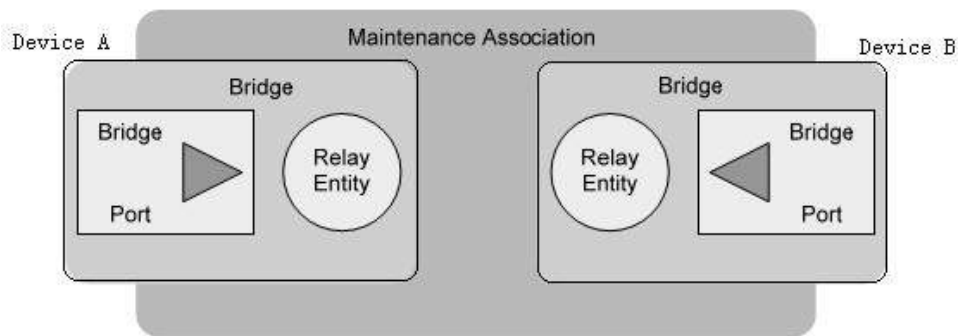 Maintenance Association
Device A
Device B
Bridge
Bridge
Port
Relay
Entity
Bridge
Relay
Entity
Bridge
Port